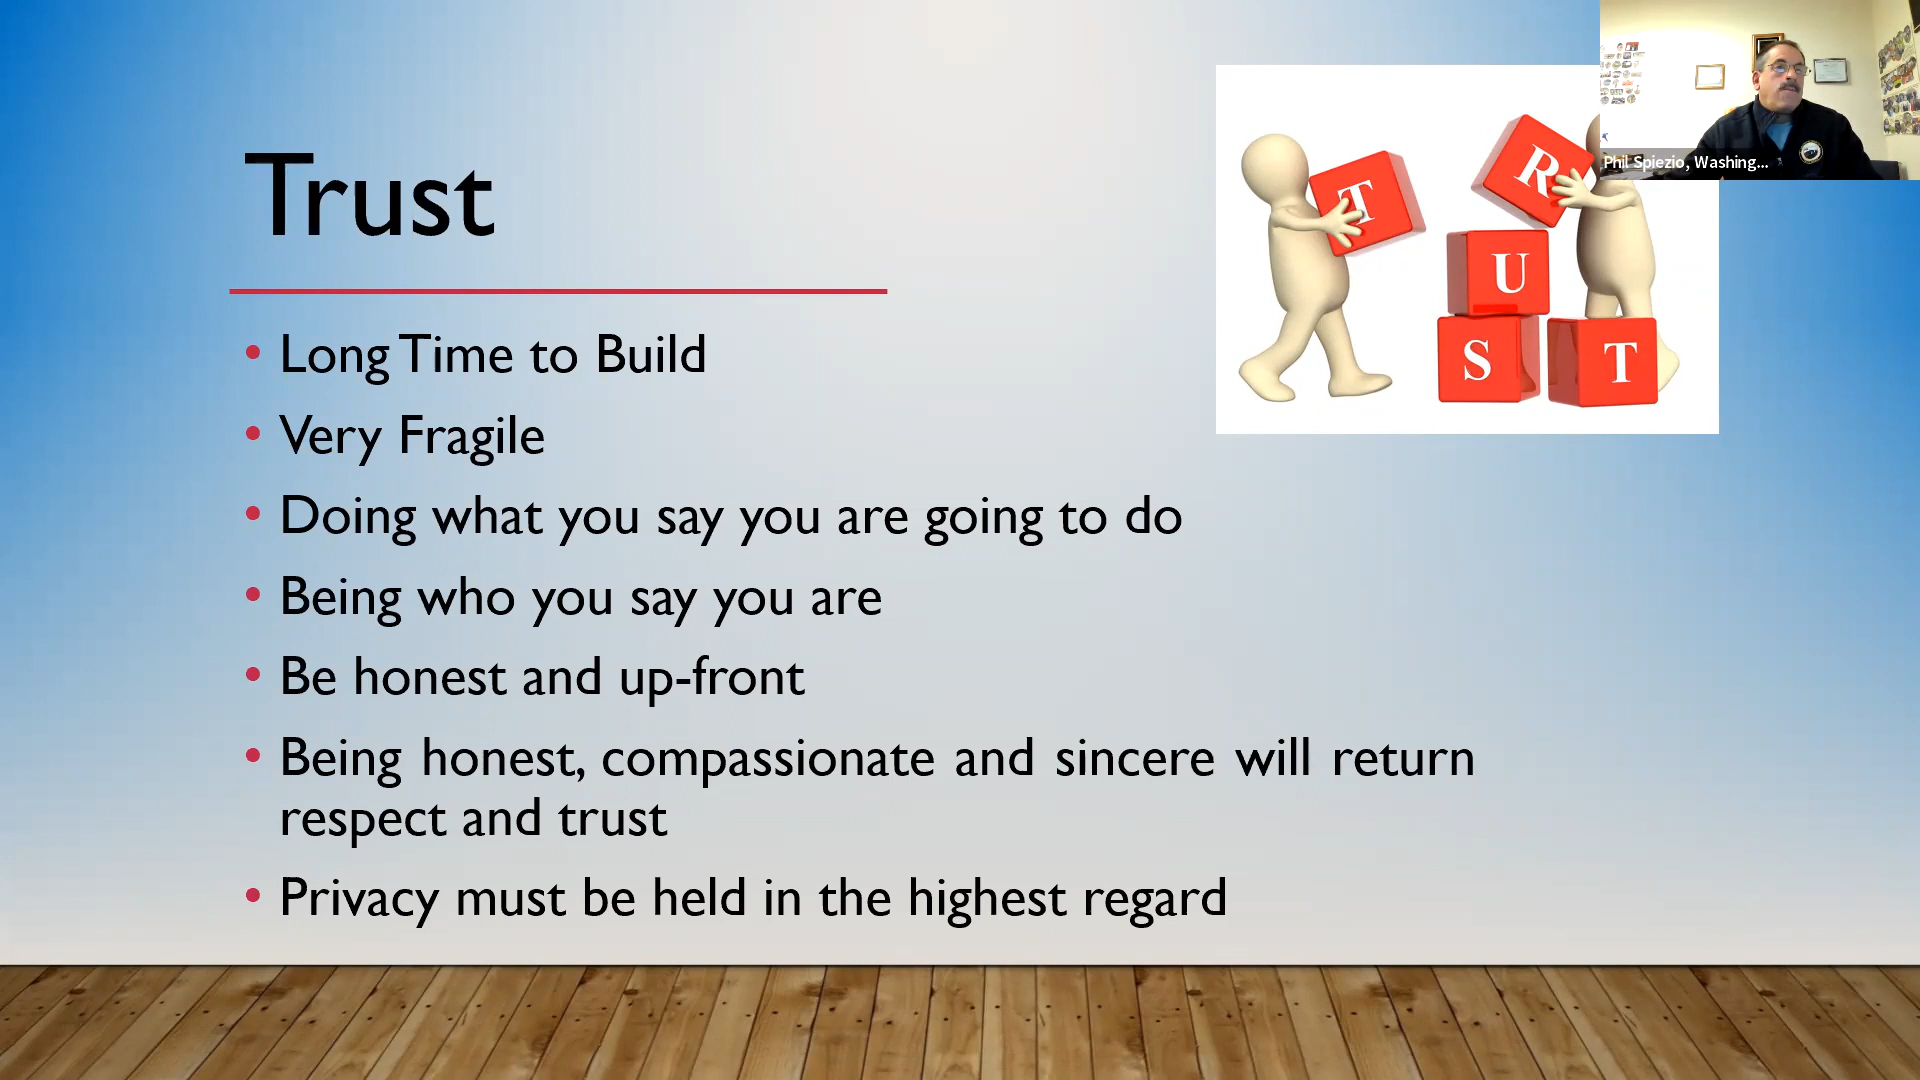 Trust
• Long Time to Build
• Very Fragile
• Doing what you say you are going to do
• Being who you say you are
• Be honest and up-front
• Being honest, compassionate and sincere will return
respect and trust
• Privacy must be held in the highest regard
T
R
U
S
T
Phil Spiezio, Washing...